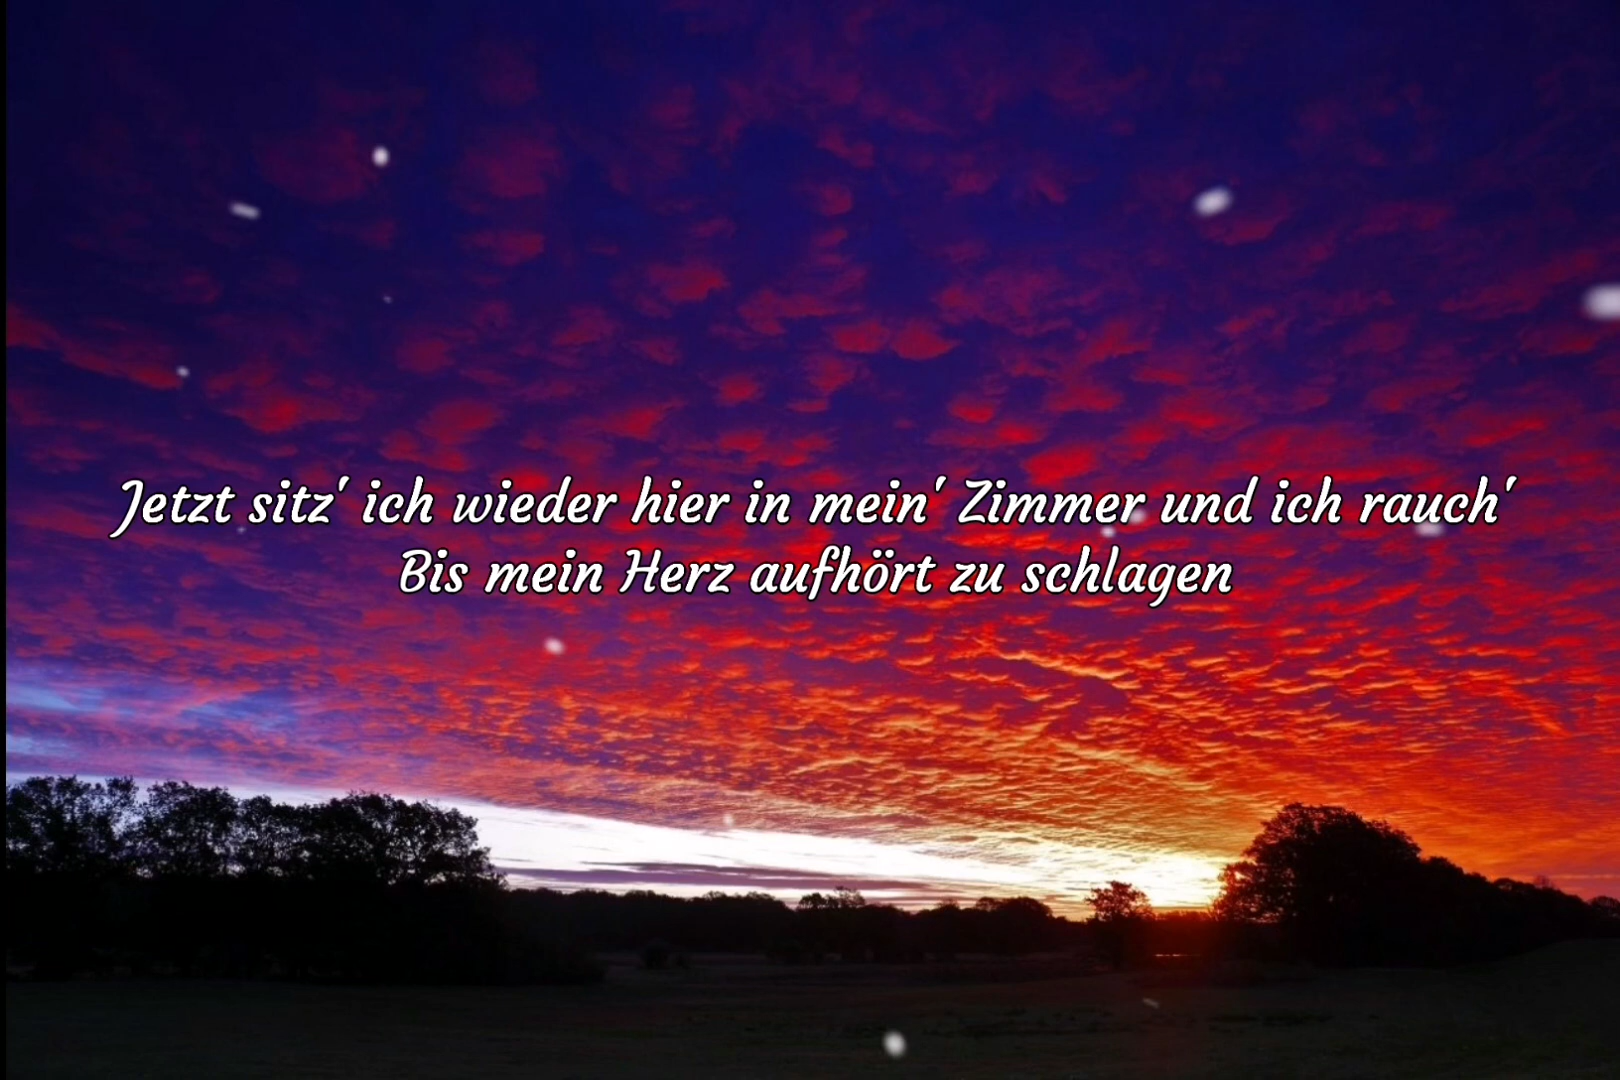 Jetzt sitz' ich wieder hier in mein' Zimmer und ich rauch'
Bis mein Herz aufhört zu schlagen